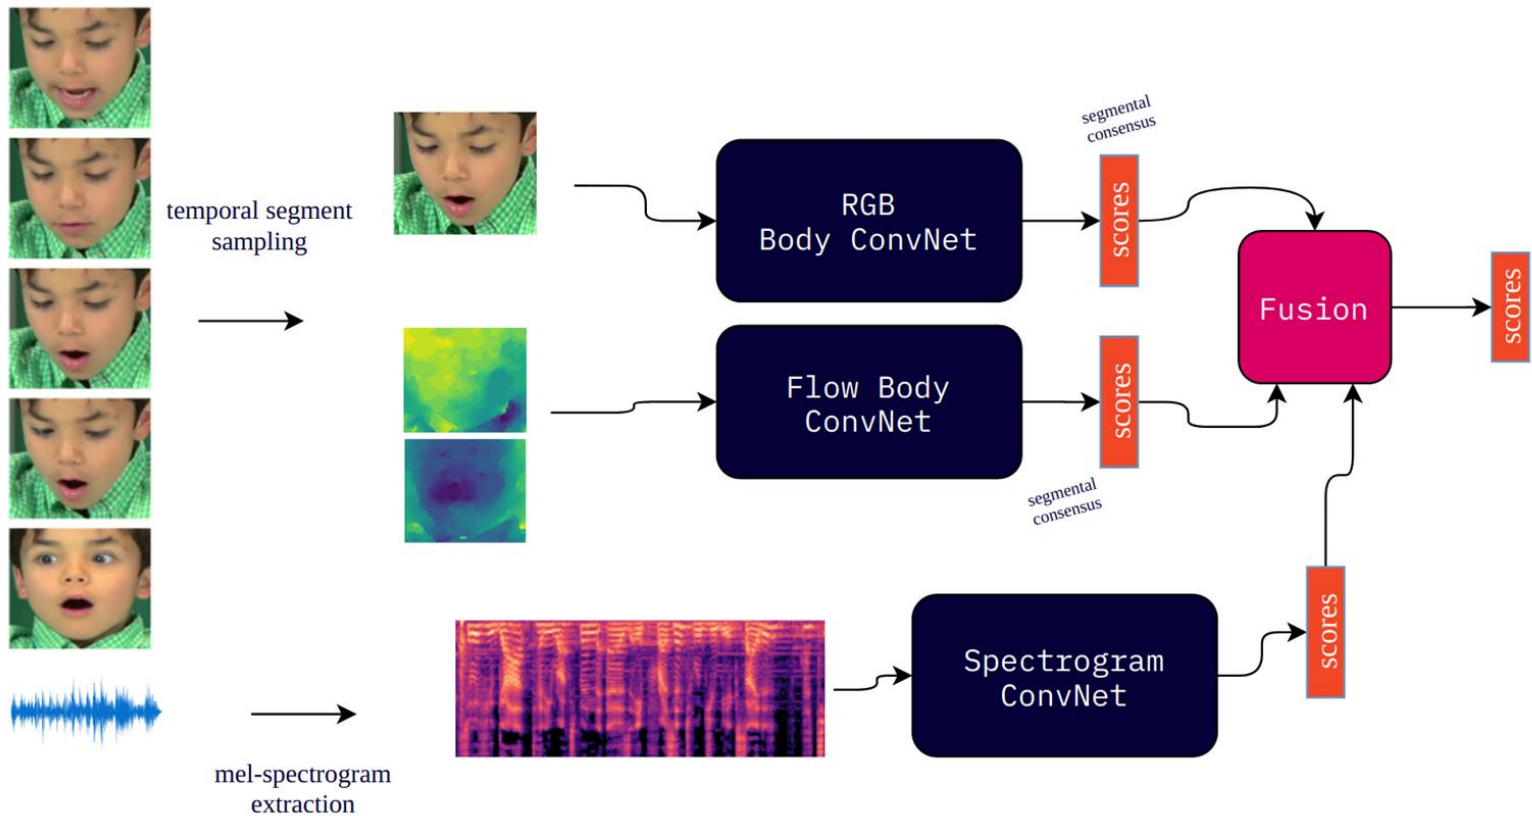 segmental
consensus
temporal segment
sampling
RGB
Body ConvNet
scores
Fusion
scores
Flow Body
ConvNet
scores
segmental
consensus
Spectrogram
ConvNet
scores
mel-spectrogram
extraction